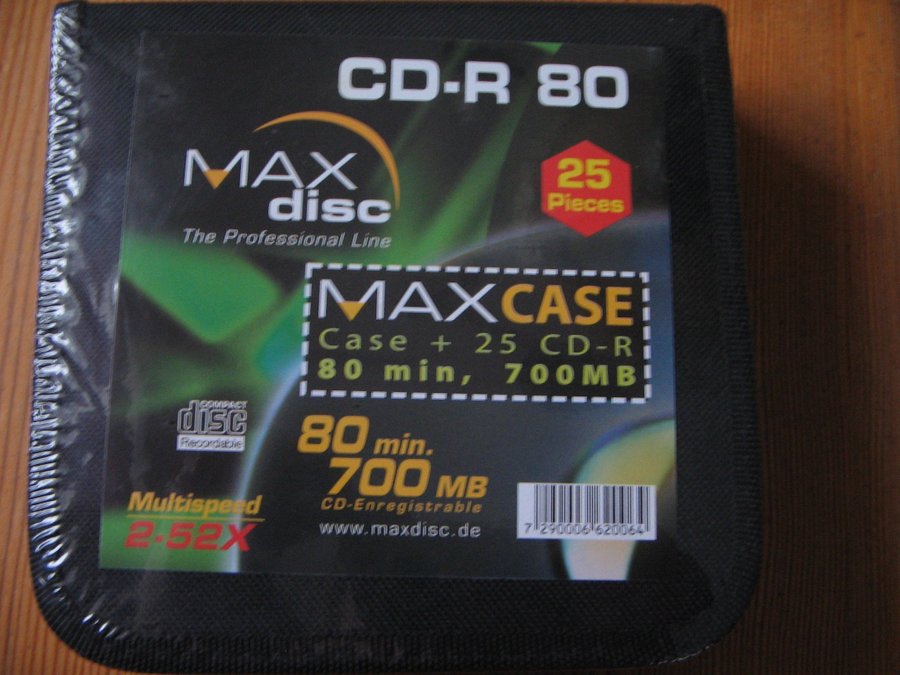 CD-R 80
MAX
disc
The Professional Line
25
Pieces
MAXCASE
Case + 25 CD-R
80 min, 700MB
COMPACT
disc
Recordable
80 min.
700 MB
CD-Enregistrable
www.maxdisc.de
Multispeed
2-52X
7 290006 620064